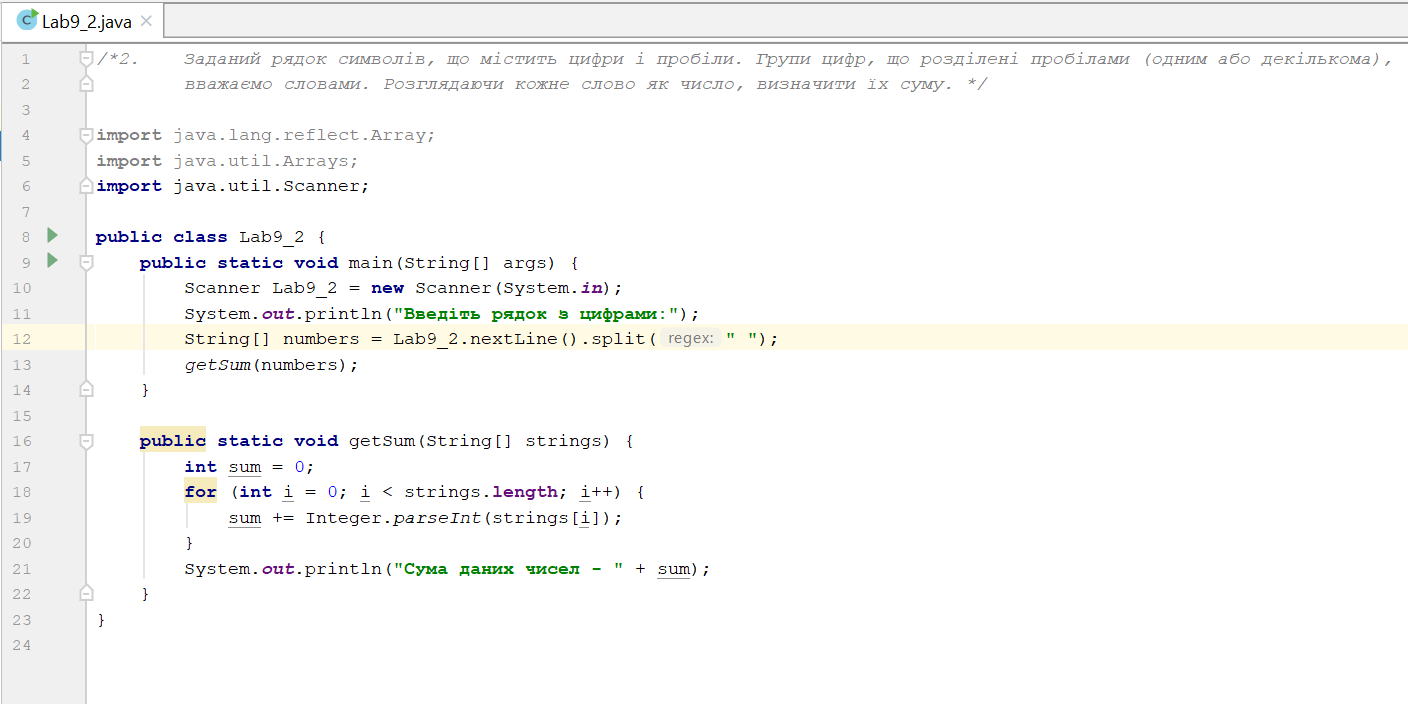 Lab9_2.java
1 /*2. Заданий рядок символів, що містить цифри і пробіли. Групи цифр, що розділені пробілами (одним або декількома),
2 вважаємо словами. Розглядаючи кожне слово як число, визначити їх суму. */
3
4 import java.lang.reflect.Array;
5 import java.util.Arrays;
6 import java.util.Scanner;
7
8 public class Lab9_2 {
9 public static void main(String[] args) {
10 Scanner Lab9_2 = new Scanner(System.in);
11 System.out.println("Введіть рядок з цифрами:");
12 String[] numbers = Lab9_2.nextLine().split( regex: " ");
13 getSum(numbers);
14 }
15
16 public static void getSum(String[] strings) {
17 int sum = 0;
18 for (int i = 0; i < strings.length; i++) {
19 sum += Integer.parseInt(strings[i]);
20 }
21 System.out.println("Сума даних чисел - " + sum);
22 }
23 }
24